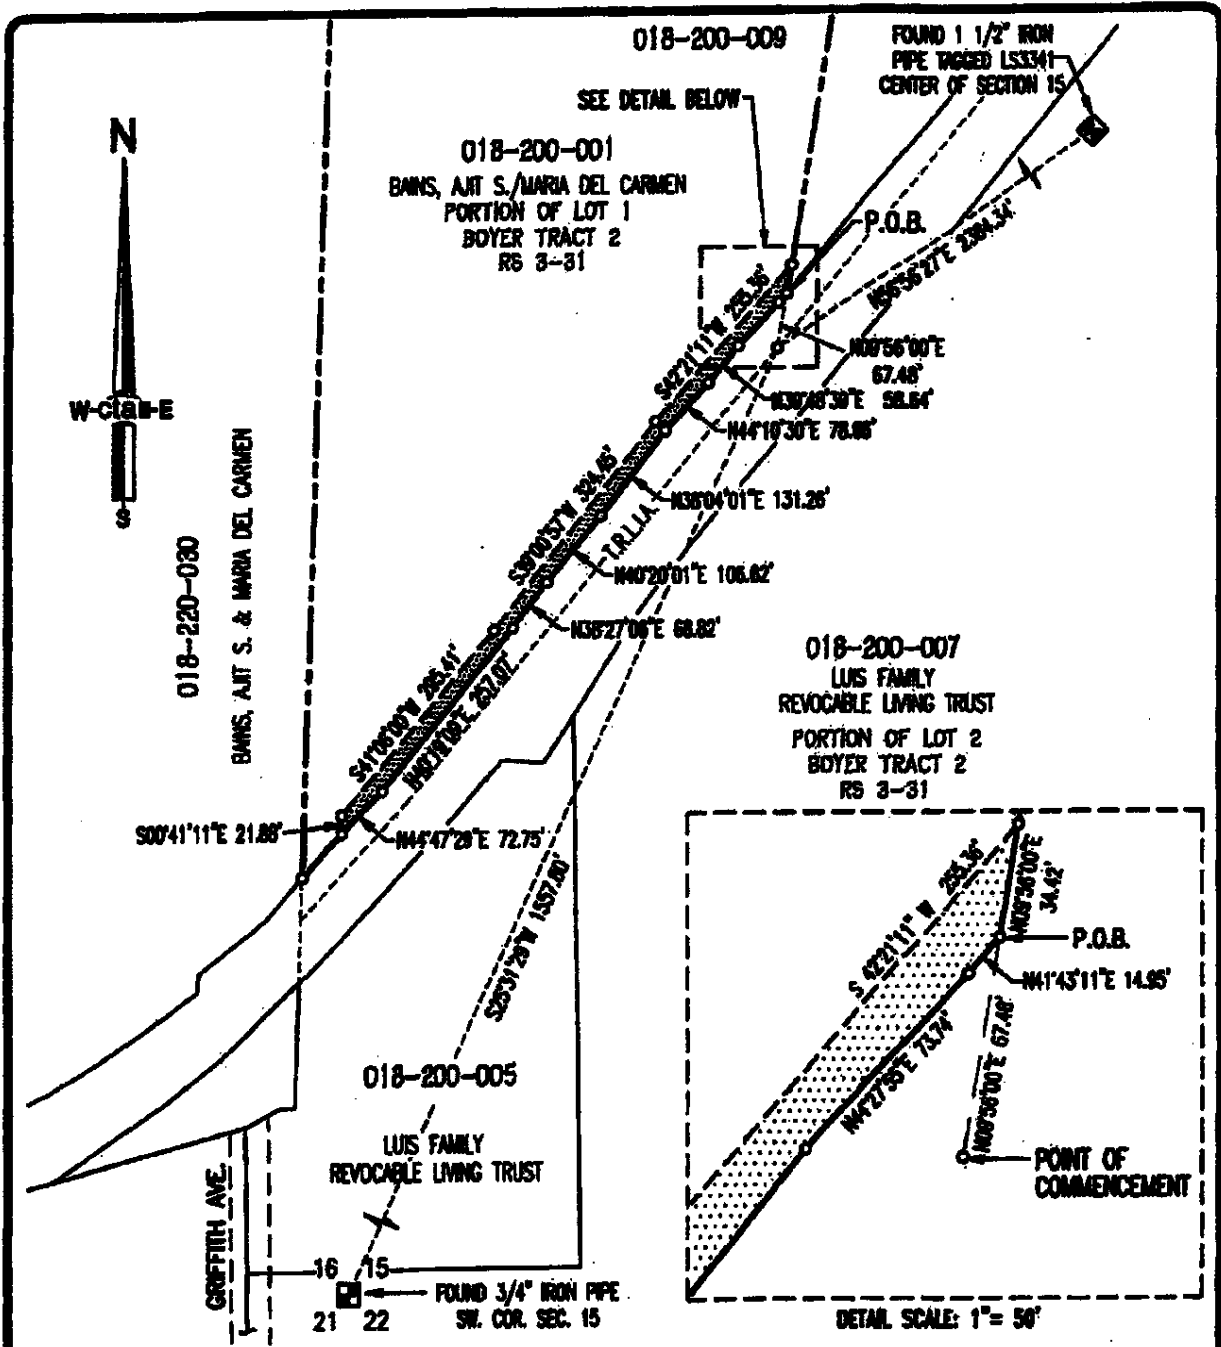 018-200-009
FOUND 1 1/2" IRON
PIPE TAGGED LS3341
CENTER OF SECTION 15
SEE DETAIL BELOW
N
018-200-001
BAINS, AJIT S./MARIA DEL CARMEN
PORTION OF LOT 1
BOYER TRACT 2
RS 3-31
P.O.B.
N56°56'27"E 2384.34'
S42°21'11"W 255.36'
N09°56'00"E
67.48'
N39°48'39"E 58.64'
N44°10'30"E
W
E
S
N38°04'01"E 131.26'
S39°00'57"W 324.45'
T.R.L.I.A.
N40°20'01"E 106.62'
N38°27'06"E 68.82'
018-220-030
BAINS, AJIT S. & MARIA DEL CARMEN
018-200-007
LUIS FAMILY
REVOCABLE LIVING TRUST
PORTION OF LOT 2
BOYER TRACT 2
RS 3-31
S41°06'00"W 285.41'
257.07'
S00°41'11"E 21.88'
N44°47'29"E 72.75'
S25°31'29"W 1557.80'
S 42°21'11" W 255.36'
N09°56'00"E
34.42'
P.O.B.
N41°43'11"E 14.95'
N44°27'55"E 73.74'
N09°56'00"E 67.48'
POINT OF
COMMENCEMENT
018-200-005
LUIS FAMILY
REVOCABLE LIVING TRUST
GRIFFITH AVE.
16 15
21 22
FOUND 3/4" IRON PIPE
SW. COR. SEC. 15
DETAIL SCALE: 1"= 50'